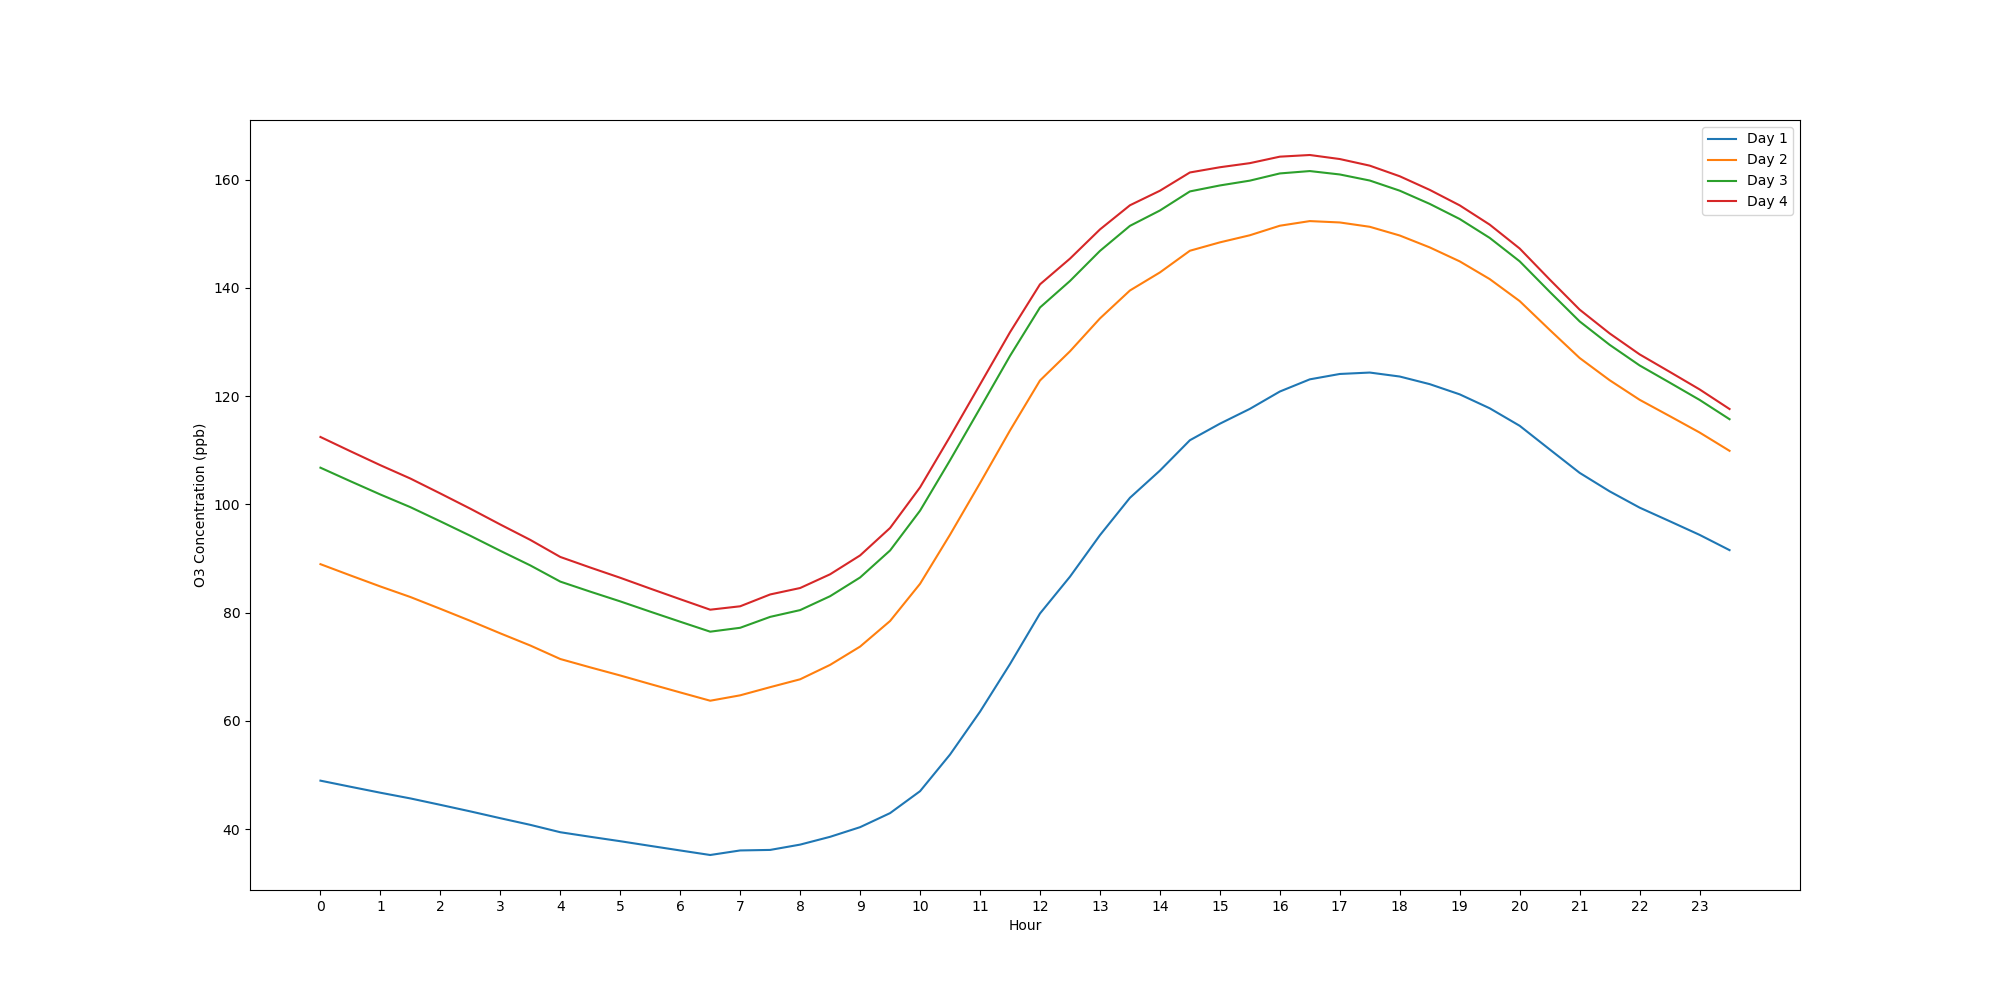 Day 1
Day 2
Day 3
Day 4
160
140
120
100
80
60
40
O3 Concentration (ppb)
0 1 2 3 4 5 6 7 8 9 10 11 12 13 14 15 16 17 18 19 20 21 22 23
Hour